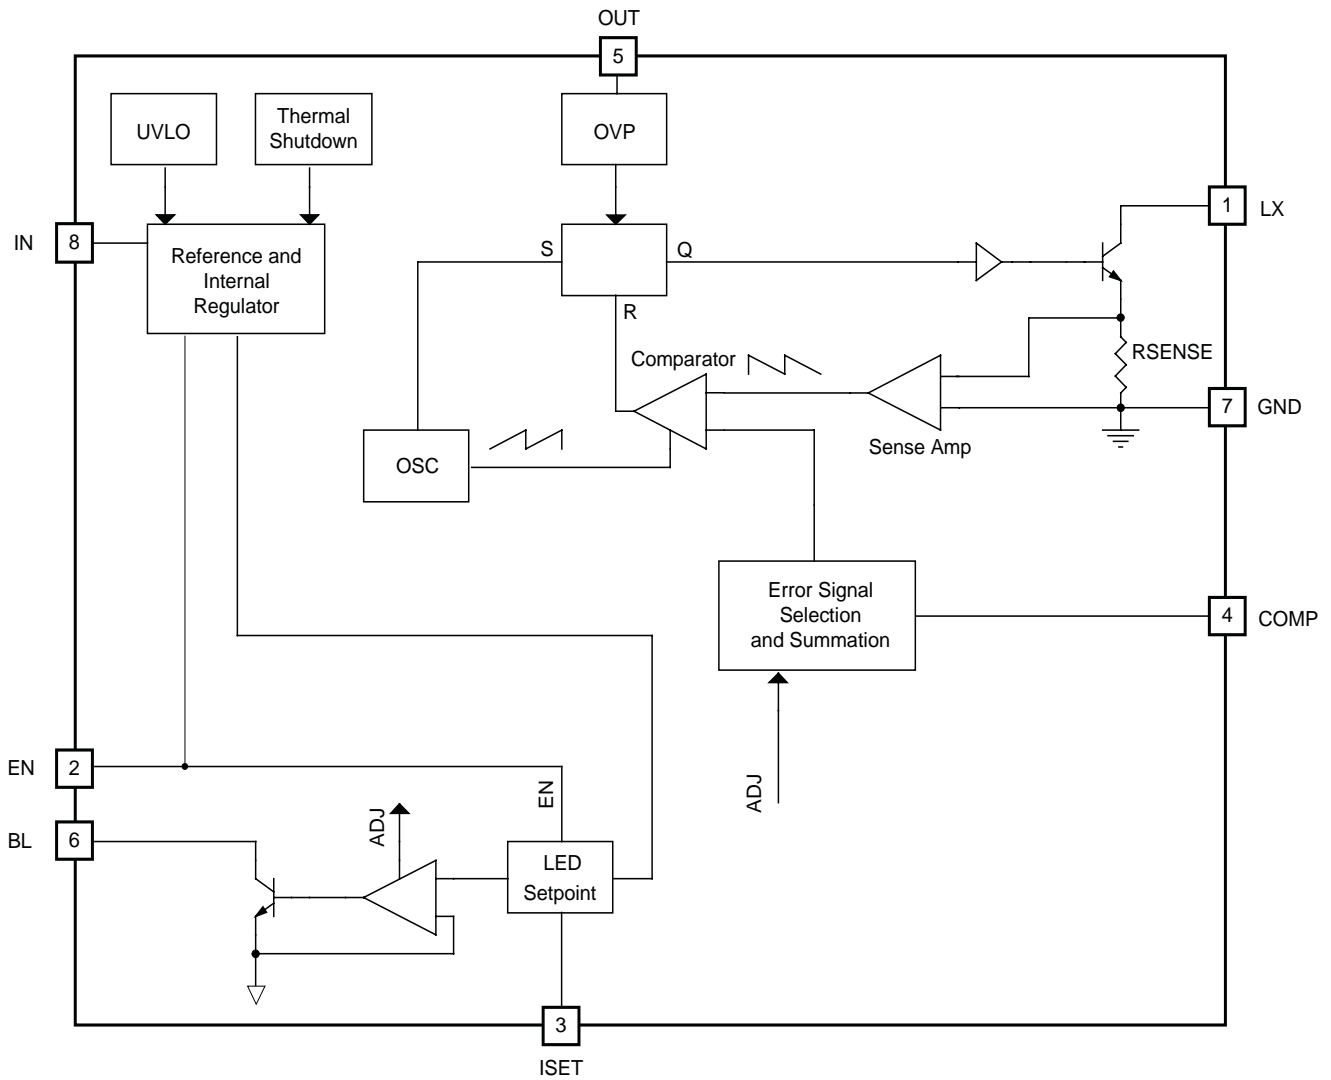 OUT
5
UVLO
Thermal
Shutdown
OVP
1
LX
IN
8
Reference and
Internal
Regulator
S
Q
R
Comparator
RSENSE
7
GND
OSC
Sense Amp
Error Signal
Selection
and Summation
4
COMP
EN
2
EN
ADJ
ADJ
BL
6
LED
Setpoint
3
ISET